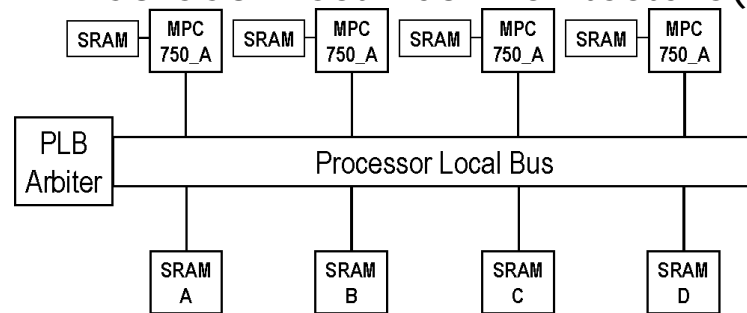 SRAM
MPC
750_A
SRAM
MPC
750_A
SRAM
MPC
750_A
SRAM
MPC
750_A
PLB
Arbiter
Processor Local Bus
SRAM
A
SRAM
B
SRAM
C
SRAM
D